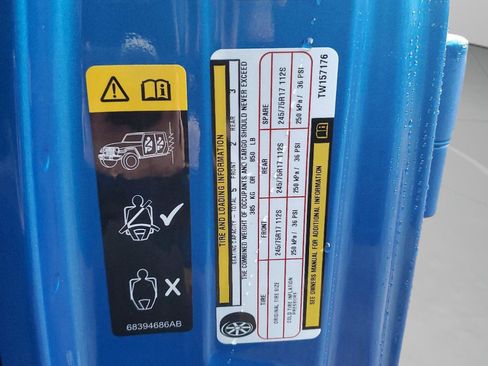 68394686AB
TIRE AND LOADING INFORMATION
SEATING CAPACITY - TOTAL 5 FRONT 2 REAR 3
THE COMBINED WEIGHT OF OCCUPANTS AND CARGO SHOULD NEVER EXCEED
385 KG OR 850 LB
TIRE FRONT REAR SPARE
ORIGINAL TIRE SIZE 245/75R17 112S 245/75R17 112S 245/75R17 112S
COLD TIRE INFLATION PRESSURE 250 kPa/ 36 PSI 250 kPa/ 36 PSI 250 kPa/ 36 PSI
SEE OWNERS MANUAL FOR ADDITIONAL INFORMATION
TW157176